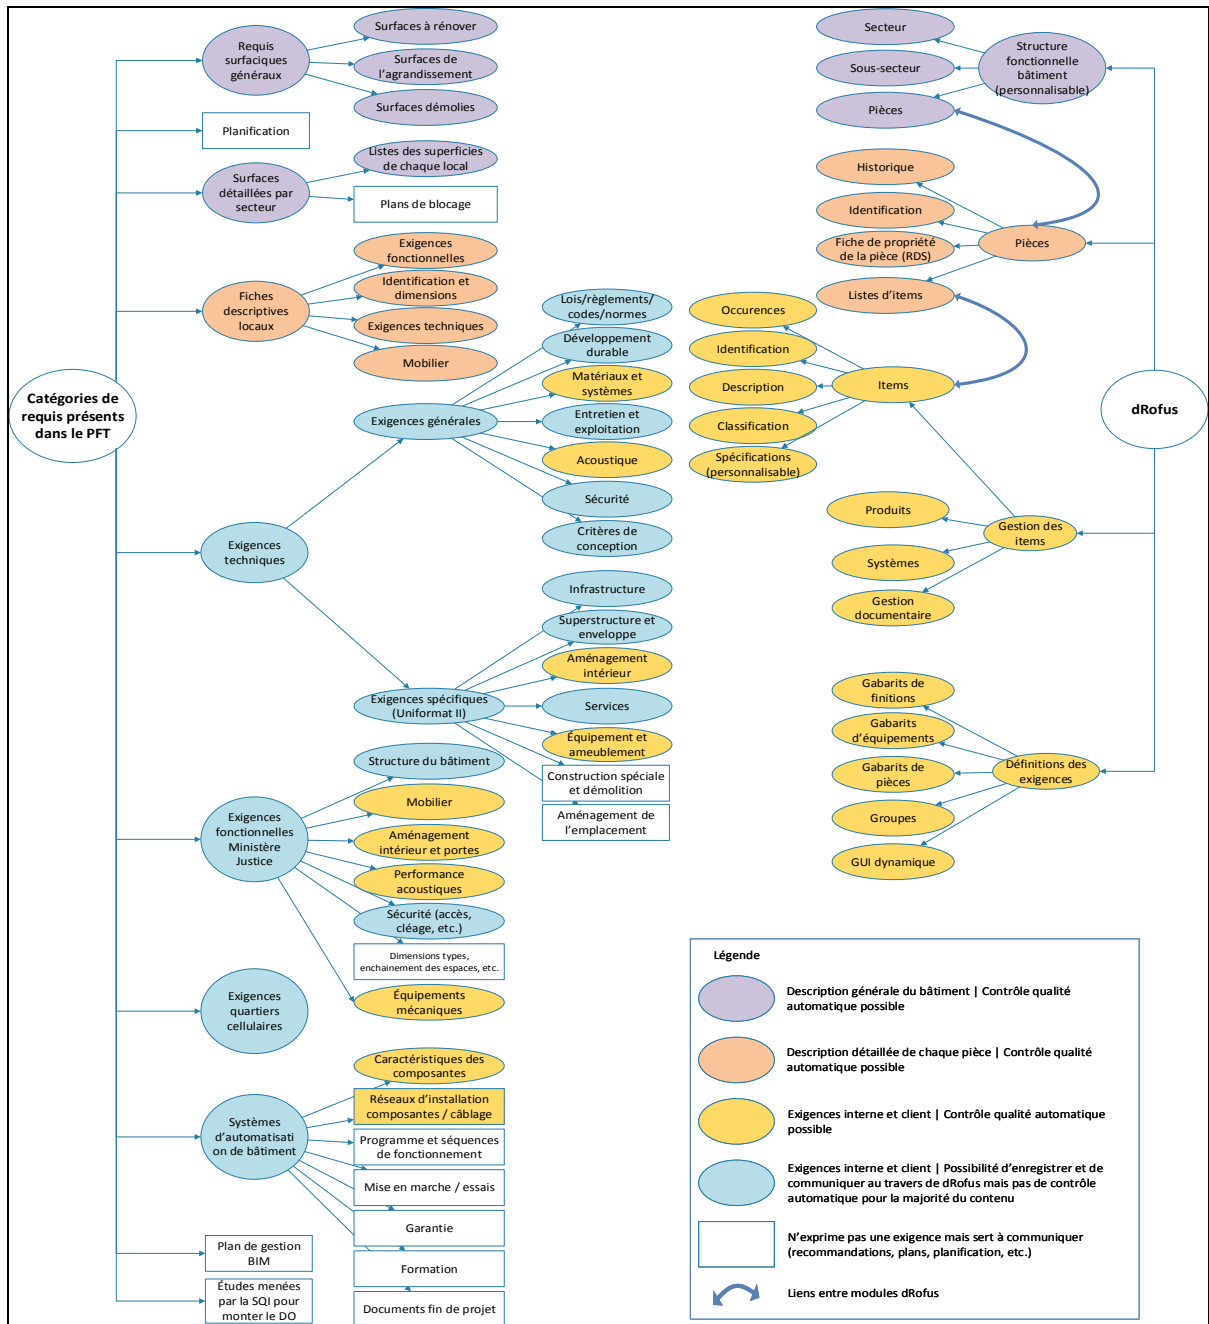 Catégories de
requis présents
dans le PFT
Requis
surfaciques
généraux
Surfaces à rénover
Surfaces de
l’agrandissement
Surfaces démolies
Planification
Surfaces
détaillées par
secteur
Listes des superficies
de chaque local
Plans de blocage
Fiches
descriptives
locaux
Exigences
fonctionnelles
Identification et
dimensions
Exigences techniques
Mobilier
Exigences
techniques
Exigences générales
Lois/règlements/
codes/normes
Développement
durable
Matériaux et
systèmes
Entretien et
exploitation
Acoustique
Sécurité
Critères de
conception
Exigences spécifiques
(Uniformat II)
Infrastructure
Superstructure et
enveloppe
Aménagement
intérieur
Services
Équipement et
ameublement
Construction spéciale
et démolition
Aménagement de
l’emplacement
Exigences
fonctionnelles
Ministère
Justice
Structure du bâtiment
Mobilier
Aménagement
intérieur et portes
Performance
acoustiques
Sécurité (accès,
cléage, etc.)
Dimensions types,
enchainement des espaces, etc.
Équipements
mécaniques
Exigences
quartiers
cellulaires
Systèmes
d’automatisati
on de bâtiment
Caractéristiques des
composantes
Réseaux d’installation
composantes / câblage
Programme et séquences
de fonctionnement
Mise en marche / essais
Garantie
Formation
Documents fin de projet
Plan de gestion
BIM
Études menées
par la SQI pour
monter le DO
dRofus
Structure
fonctionnelle
bâtiment
(personnalisable)
Secteur
Sous-secteur
Pièces
Pièces
Historique
Identification
Fiche de propriété
de la pièce (RDS)
Listes d’items
Items
Occurences
Identification
Description
Classification
Spécifications
(personnalisable)
Gestion des
items
Produits
Systèmes
Gestion
documentaire
Définitions des
exigences
Gabarits de
finitions
Gabarits
d’équipements
Gabarits de
pièces
Groupes
GUI dynamique
Légende
Description générale du bâtiment | Contrôle qualité
automatique possible
Description détaillée de chaque pièce | Contrôle qualité
automatique possible
Exigences interne et client | Contrôle qualité automatique
possible
Exigences interne et client | Possibilité d’enregistrer et de
communiquer au travers de dRofus mais pas de contrôle
automatique pour la majorité du contenu
N’exprime pas une exigence mais sert à communiquer
(recommandations, plans, planification, etc.)
Liens entre modules dRofus